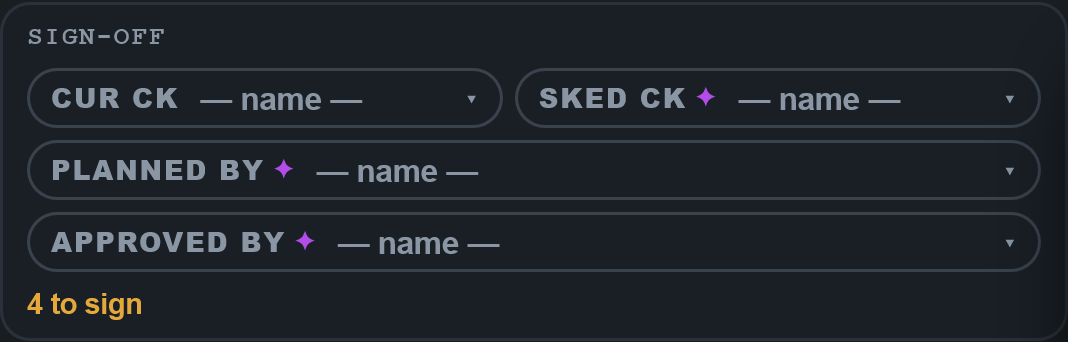 SIGN-OFF
CUR CK — name — ▾ SKED CK ✦ — name — ▾
PLANNED BY ✦ — name — ▾
APPROVED BY ✦ — name — ▾
4 to sign